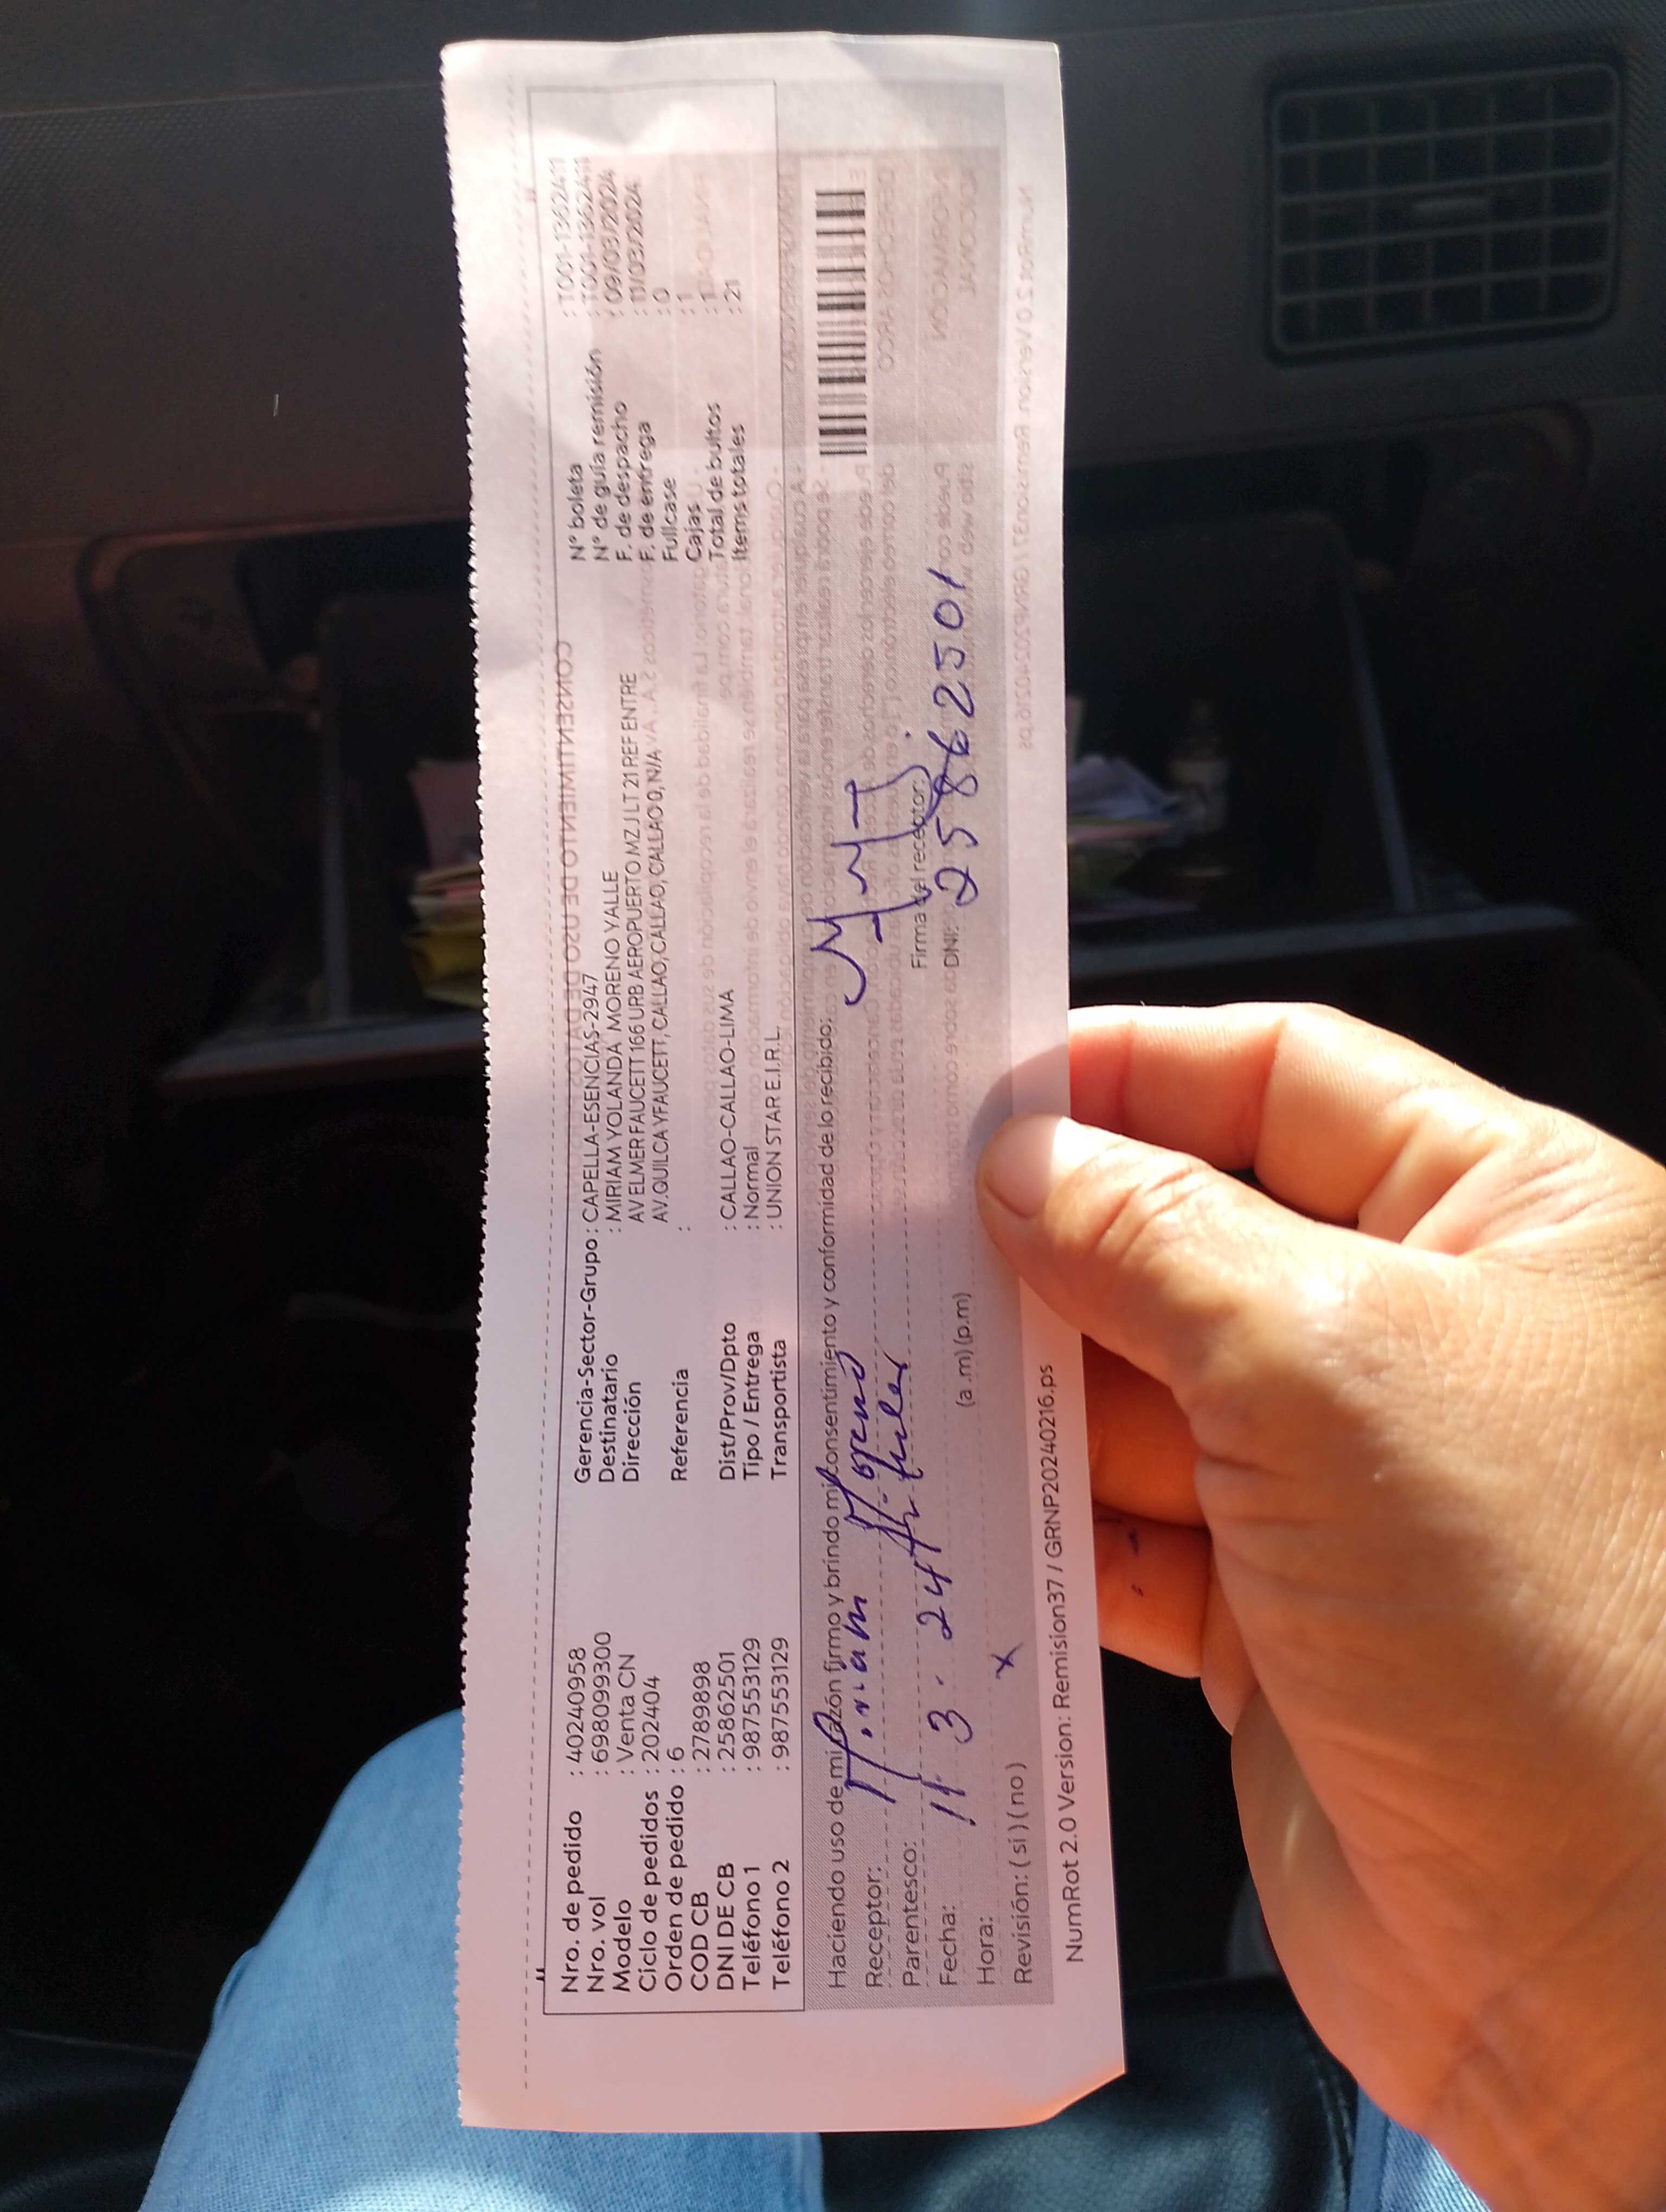 Nro. de pedido : 40240958
Nro. vol : 698099300
Modelo : Venta CN
Ciclo de pedidos : 202404
Orden de pedido : 6
COD CB : 2789898
DNI DE CB : 25862501
Teléfono 1 : 987553129
Teléfono 2 : 987553129
Gerencia-Sector-Grupo : CAPELLA-ESENCIAS-2947
Destinatario : MIRIAM YOLANDA MORENO YALLE
Dirección AV ELMER FAUCETT 166 URB AEROPUERTO MZ J LT 21 REF ENTRE
AV.QUILCA Y FAUCETT, CALLAO, CALLAO, CALLAO 0, N/A
Referencia :
Dist/Prov/Dpto : CALLAO-CALLAO-LIMA
Tipo / Entrega : Normal
Transportista : UNION STAR E.I.R.L.
N° boleta : T001-1362411
N° de guía remisión : T001-1362411
F. de despacho : 09/03/2024
F. de entrega : 11/03/2024
Fullcase : 0
Cajas : 1
Total de bultos : 1
Items totales : 21
Haciendo uso de mi razón firmo y brindo mi consentimiento y conformidad de lo recibido:
Receptor: Miriam Moreno
Parentesco:
Fecha: 11 3 . 24
Hora: (a.m) (p.m)
Revisión: ( si ) ( no ) x
Firma del receptor:
DNI: 25862501
NumRot 2.0 Version: Remision37 / GRNP20240216.ps